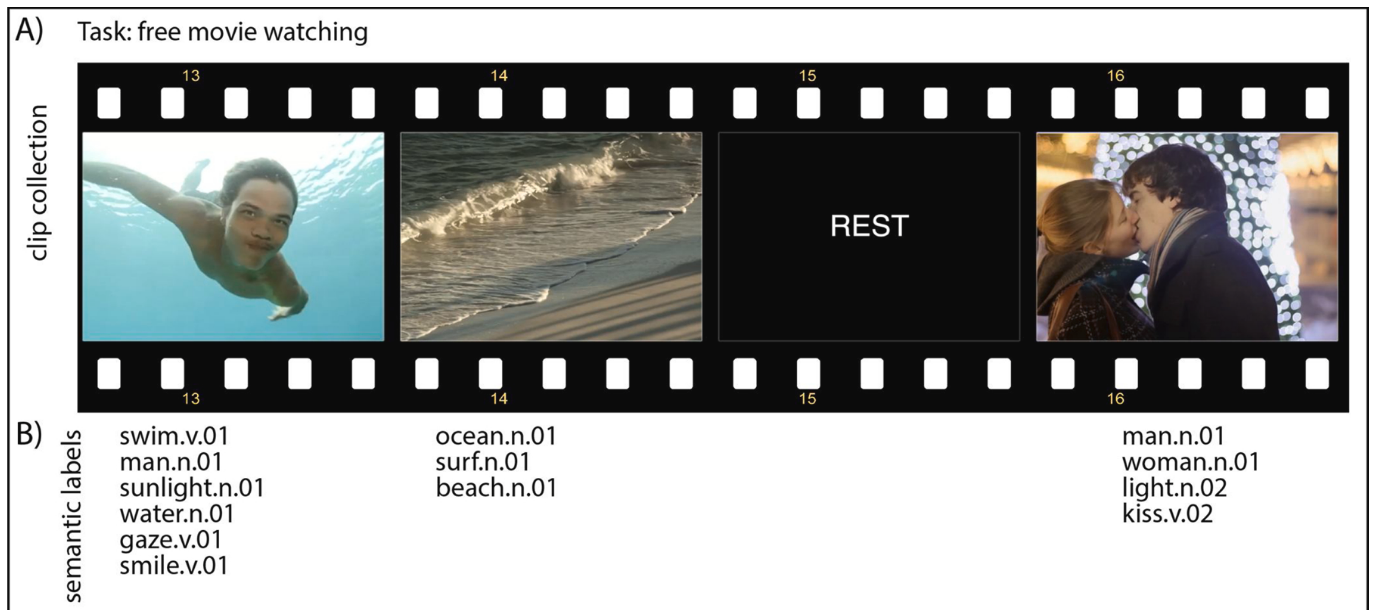 A) Task: free movie watching
clip collection
13 14 15 16
REST
13 14 15 16
B)
semantic labels
swim.v.01
man.n.01
sunlight.n.01
water.n.01
gaze.v.01
smile.v.01
ocean.n.01
surf.n.01
beach.n.01
man.n.01
woman.n.01
light.n.02
kiss.v.02